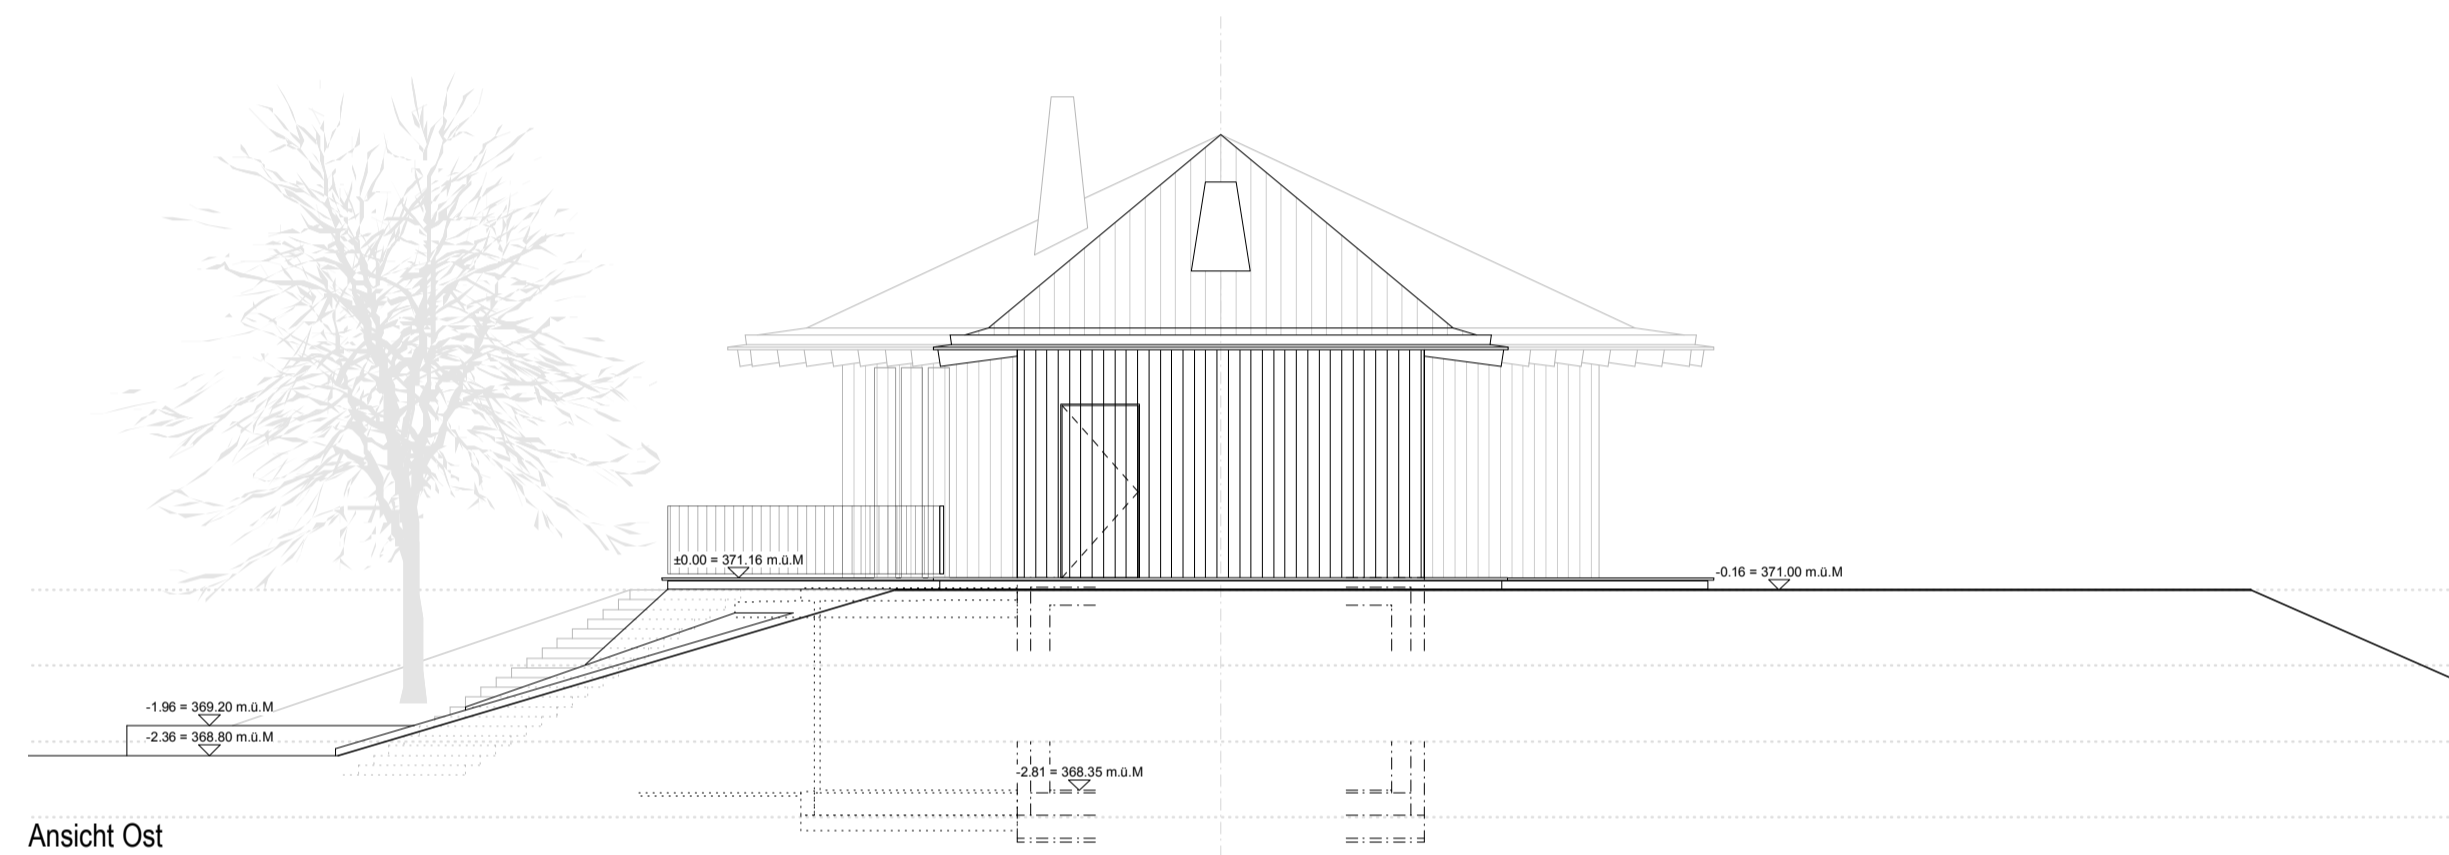 ±0.00 = 371.16 m.ü.M
-0.16 = 371.00 m.ü.M
-1.96 = 369.20 m.ü.M
-2.36 = 368.80 m.ü.M
-2.81 = 368.35 m.ü.M
Ansicht Ost